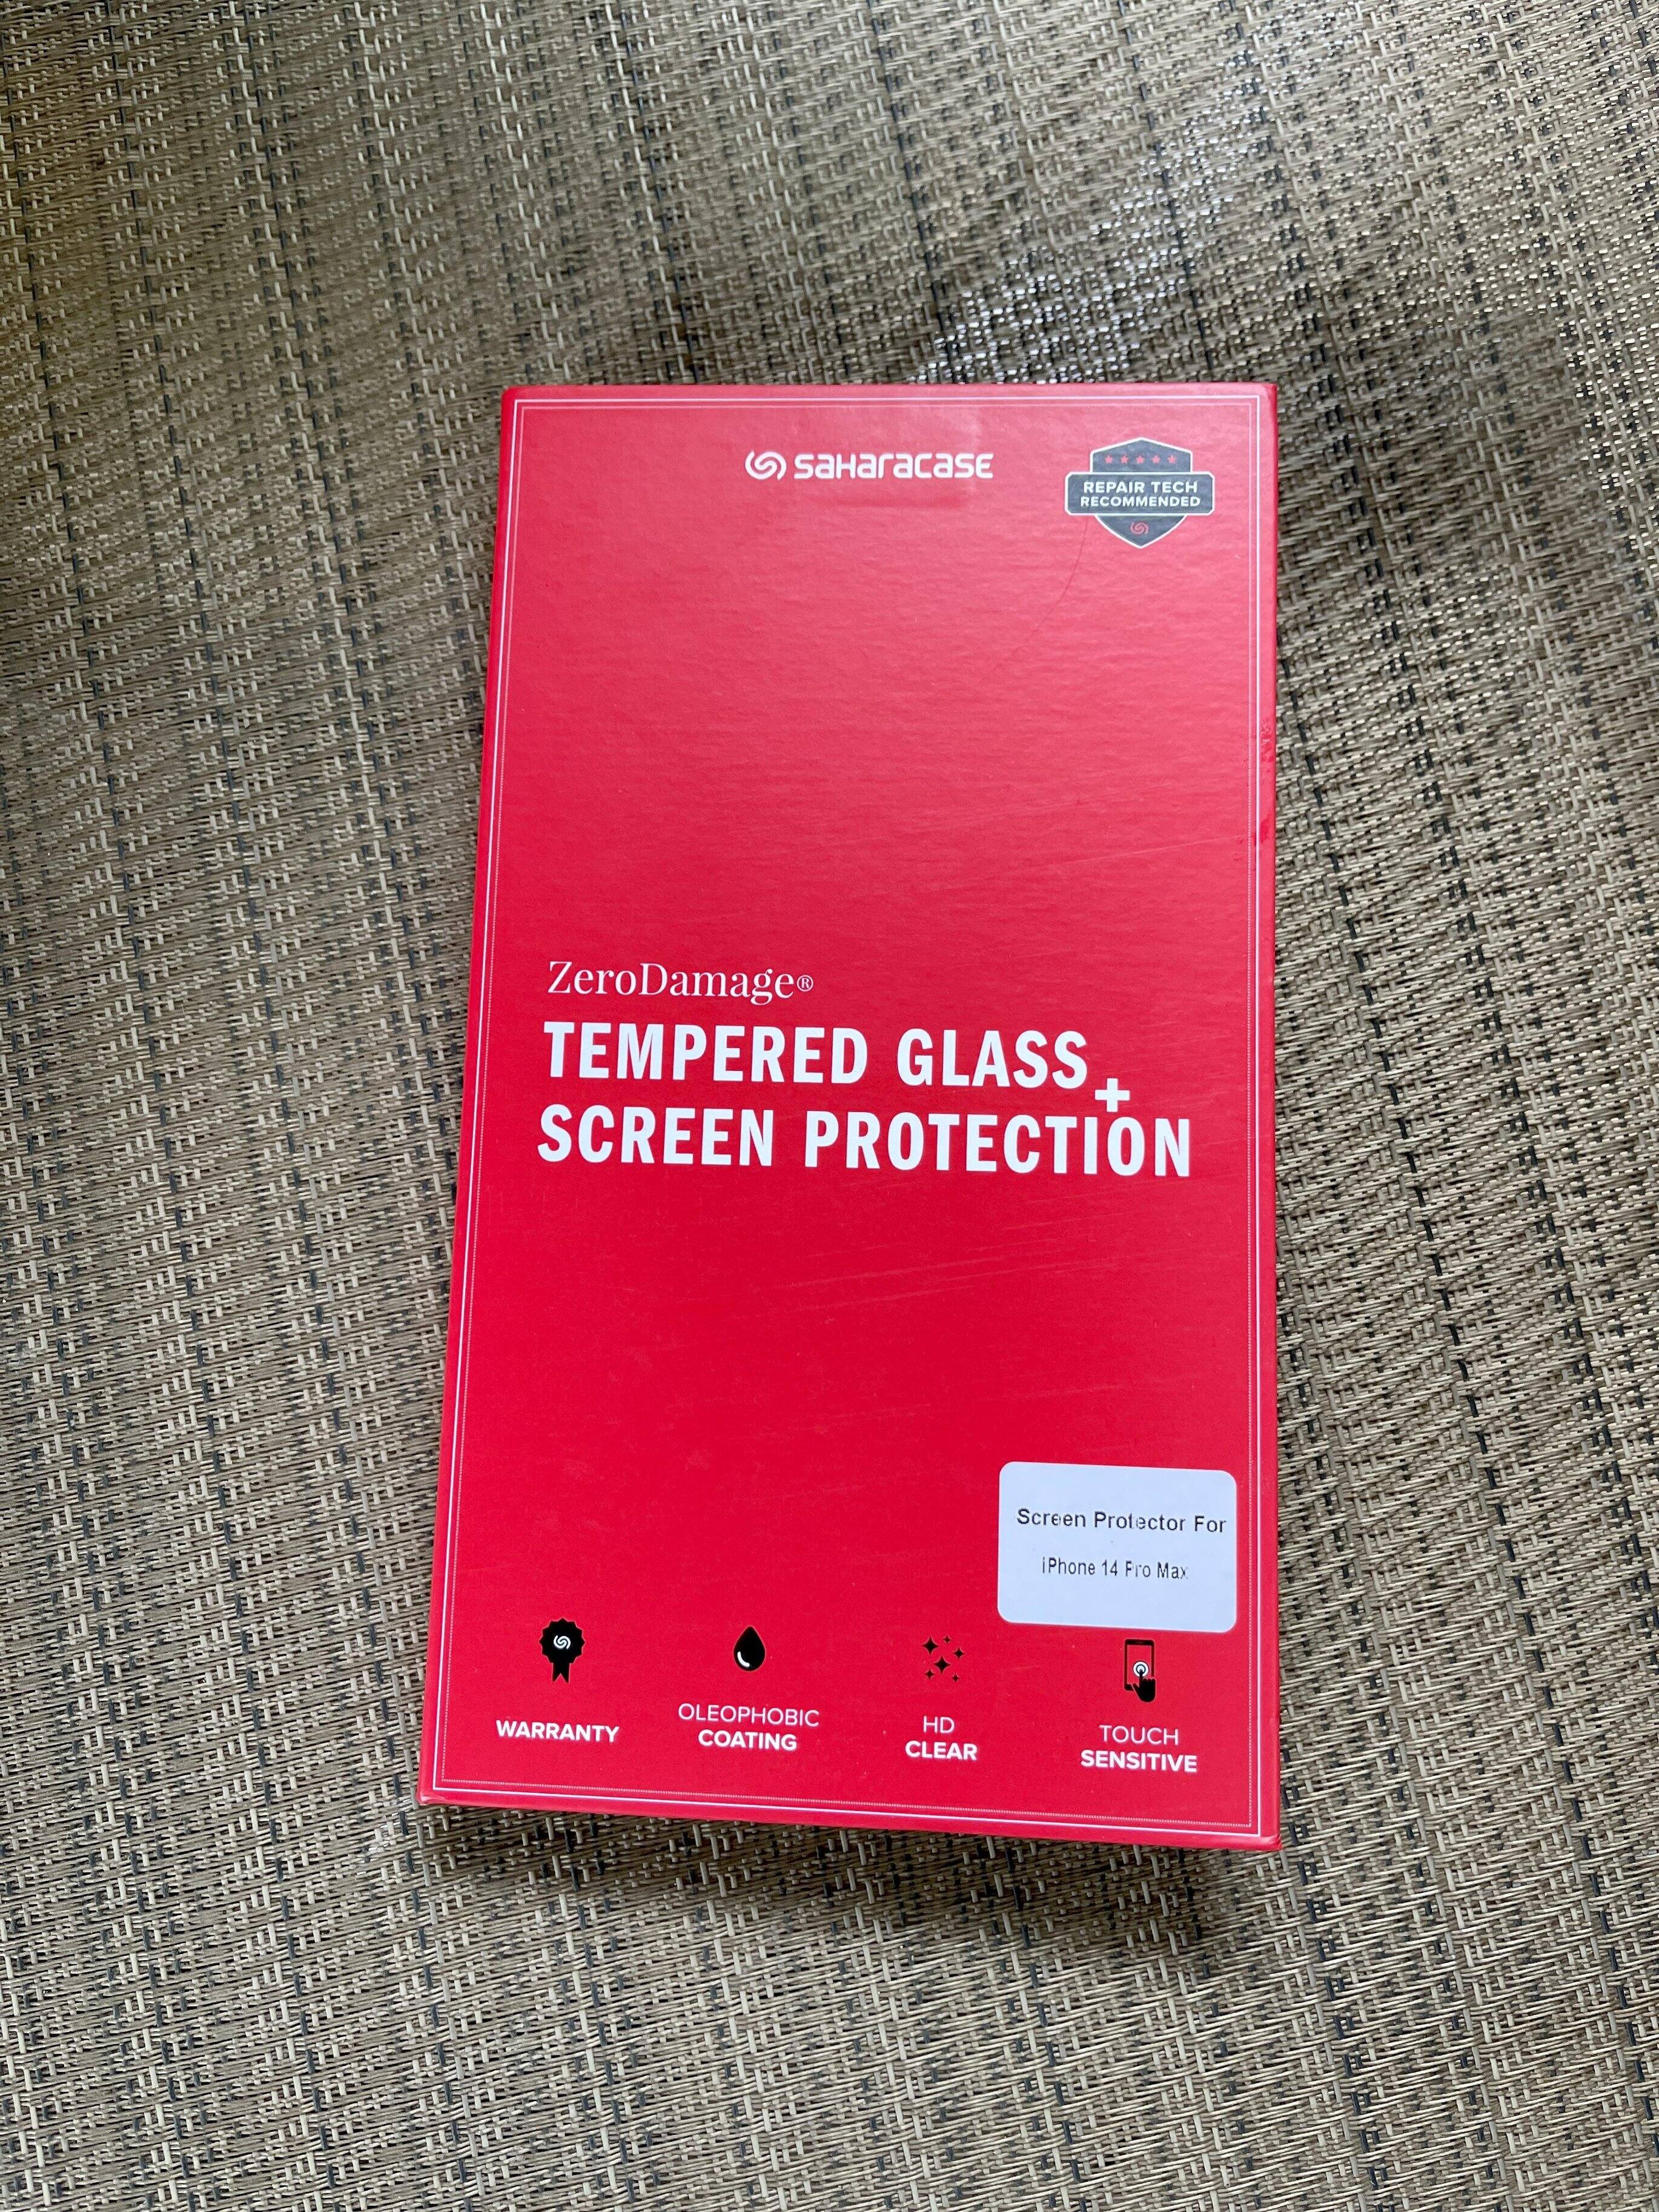 saHaracase
REPAIR TECH
RECOMMENDED
ZeroDamage®
TEMPERED GLASS+
SCREEN PROTECTION
Screen Protector For
iPhone 14 Pro Max
WARRANTY
OLEOPHOBIC
COATING
HD
CLEAR
TOUCH
SENSITIVE